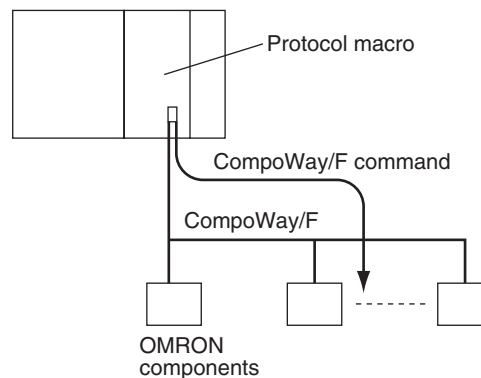 Protocol macro
CompoWay/F command
CompoWay/F
OMRON
components